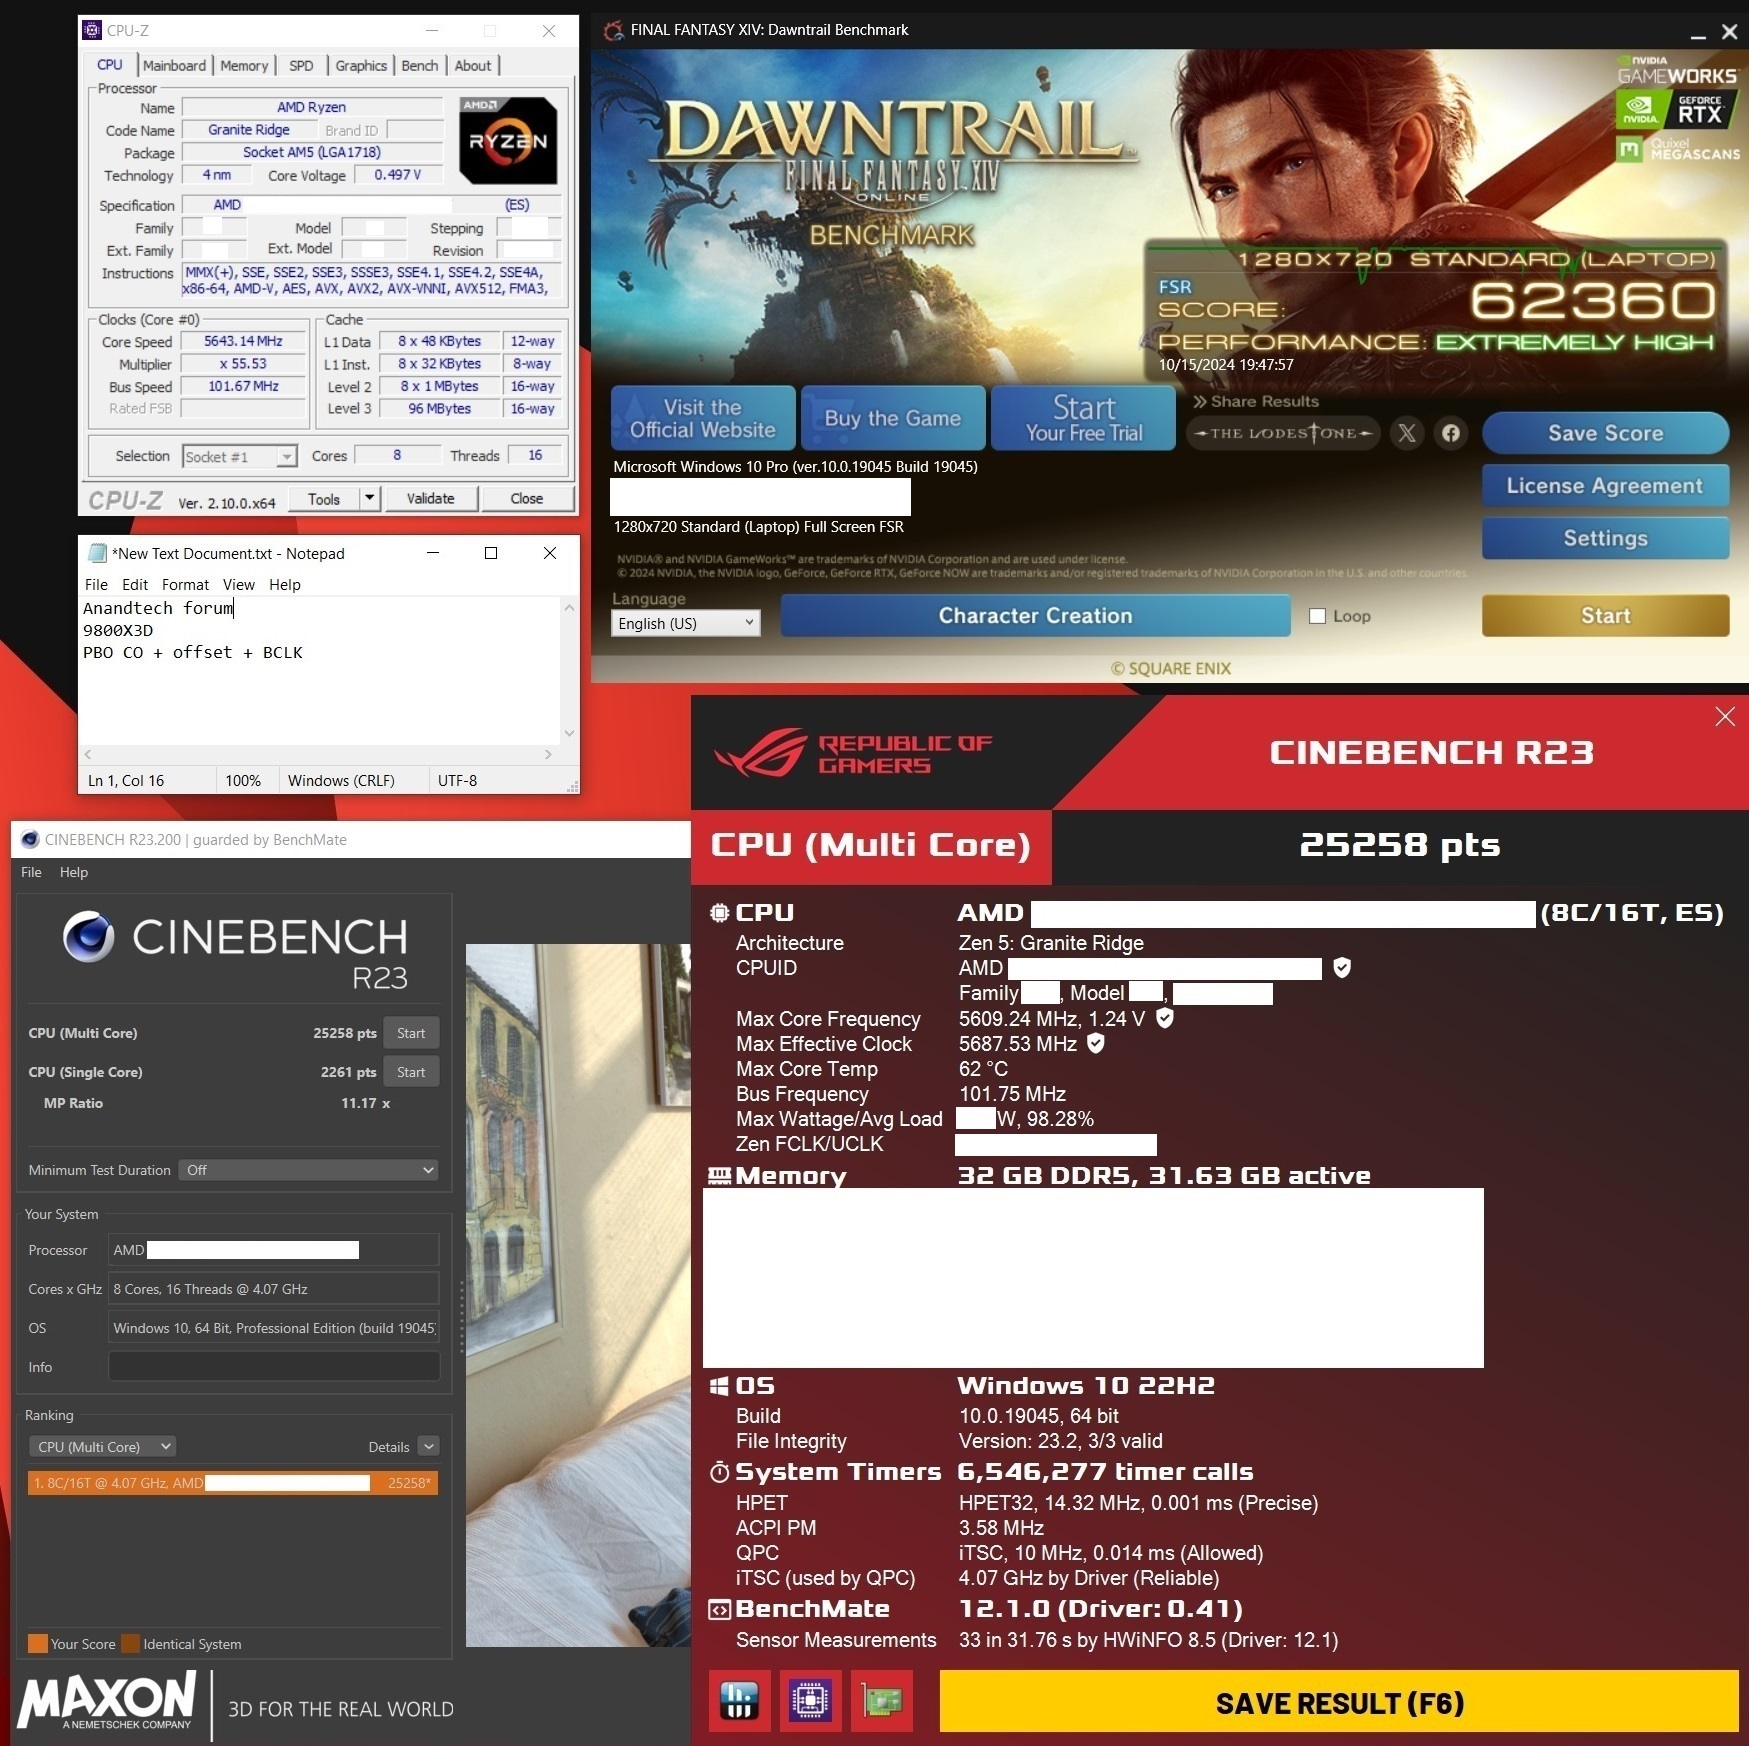 CPU-Z
CPU Mainboard Memory SPD Graphics Bench About
Processor
Name AMD Ryzen
Code Name Granite Ridge Brand ID
Package Socket AM5 (LGA1718)
Technology 4 nm Core Voltage 0.497 V
AMD
RYZEN
Specification AMD (ES)
Family Model Stepping
Ext. Family Ext. Model Revision
Instructions MMX(+), SSE, SSE2, SSE3, SSSE3, SSE4.1, SSE4.2, SSE4A,
x86-64, AMD-V, AES, AVX, AVX2, AVX-VNNI, AVX512, FMA3,
Clocks (Core #0)
Core Speed 5643.14 MHz
Multiplier x 55.53
Bus Speed 101.67 MHz
Rated FSB
Cache
L1 Data 8 x 48 KBytes 12-way
L1 Inst. 8 x 32 KBytes 8-way
Level 2 8 x 1 MBytes 16-way
Level 3 96 MBytes 16-way
Selection Socket #1 Cores 8 Threads 16
CPU-Z Ver. 2.10.0.x64 Tools Validate Close
FINAL FANTASY XIV: Dawntrail Benchmark
NVIDIA
GAMEWORKS
NVIDIA. GEFORCE RTX
Quixel
MEGASCANS
DAWNTRAIL
FINAL FANTASY XIV
ONLINE
BENCHMARK
1280X720 STANDARD (LAPTOP)
FSR
SCORE: 62360
PERFORMANCE: EXTREMELY HIGH
10/15/2024 19:47:57
Visit the
Official Website
Buy the Game
Start
Your Free Trial
Share Results
THE LODESTONE
Save Score
License Agreement
Settings
Microsoft Windows 10 Pro (ver.10.0.19045 Build 19045)
1280x720 Standard (Laptop) Full Screen FSR
NVIDIA® and NVIDIA GameWorks™ are trademarks of NVIDIA Corporation and are used under license.
© 2024 NVIDIA, the NVIDIA logo, GeForce, GeForce RTX, GeForce NOW are trademarks and/or registered trademarks of NVIDIA Corporation in the U.S. and other countries.
Language
English (US)
Character Creation
Loop
Start
© SQUARE ENIX
*New Text Document.txt - Notepad
File Edit Format View Help
Anandtech forum
9800X3D
PBO CO + offset + BCLK
Ln 1, Col 16 100% Windows (CRLF) UTF-8
CINEBENCH R23.200 | guarded by BenchMate
File Help
CINEBENCH
R23
CPU (Multi Core) 25258 pts Start
CPU (Single Core) 2261 pts Start
MP Ratio 11.17 x
Minimum Test Duration Off
Your System
Processor AMD
Cores x GHz 8 Cores, 16 Threads @ 4.07 GHz
OS Windows 10, 64 Bit, Professional Edition (build 19045)
Info
Ranking
CPU (Multi Core) Details
1. 8C/16T @ 4.07 GHz, AMD 25258*
Your Score Identical System
MAXON
A NEMETSCHEK COMPANY
3D FOR THE REAL WORLD
REPUBLIC OF
GAMERS
CINEBENCH R23
CPU (Multi Core) 25258 pts
CPU AMD (8C/16T, ES)
Architecture Zen 5: Granite Ridge
CPUID AMD
Family , Model ,
Max Core Frequency 5609.24 MHz, 1.24 V
Max Effective Clock 5687.53 MHz
Max Core Temp 62 °C
Bus Frequency 101.75 MHz
Max Wattage/Avg Load W, 98.28%
Zen FCLK/UCLK
Memory 32 GB DDR5, 31.63 GB active
OS Windows 10 22H2
Build 10.0.19045, 64 bit
File Integrity Version: 23.2, 3/3 valid
System Timers 6,546,277 timer calls
HPET HPET32, 14.32 MHz, 0.001 ms (Precise)
ACPI PM 3.58 MHz
QPC iTSC, 10 MHz, 0.014 ms (Allowed)
iTSC (used by QPC) 4.07 GHz by Driver (Reliable)
BenchMate 12.1.0 (Driver: 0.41)
Sensor Measurements 33 in 31.76 s by HWiNFO 8.5 (Driver: 12.1)
SAVE RESULT (F6)